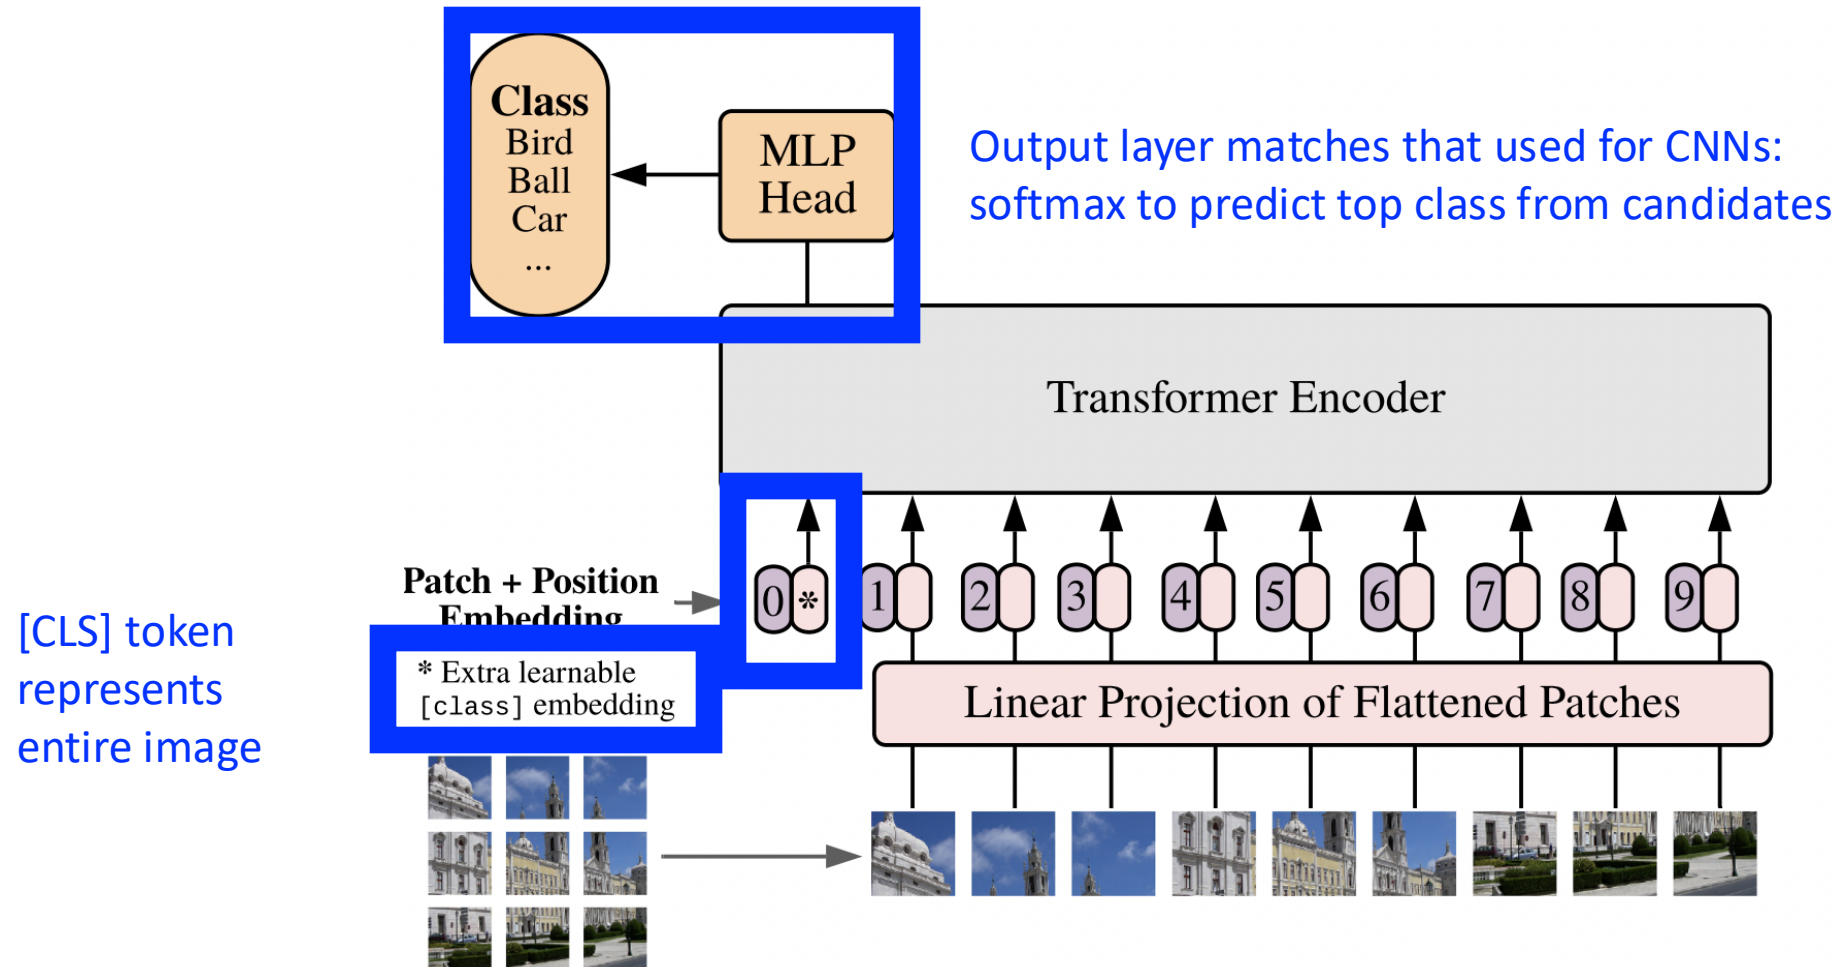 Class
Bird
Ball
Car
...
MLP
Head
Output layer matches that used for CNNs:
softmax to predict top class from candidates
Transformer Encoder
Patch + Position
Embedding
0 * 1 2 3 4 5 6 7 8 9
* Extra learnable
[class] embedding
[CLS] token
represents
entire image
Linear Projection of Flattened Patches